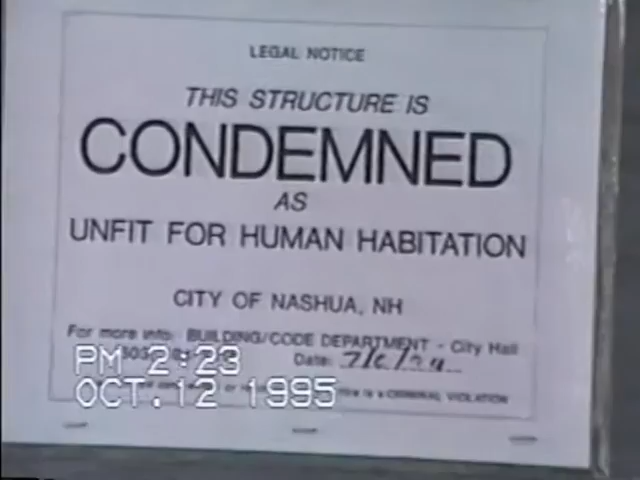 LEGAL NOTICE
THIS STRUCTURE IS
CONDEMNED
AS
UNFIT FOR HUMAN HABITATION
CITY OF NASHUA, NH
For more info: BUILDING/CODE DEPARTMENT - City Hall
Date:
PM 2:23
OCT. 12 1995
is a CRIMINAL VIOLATION